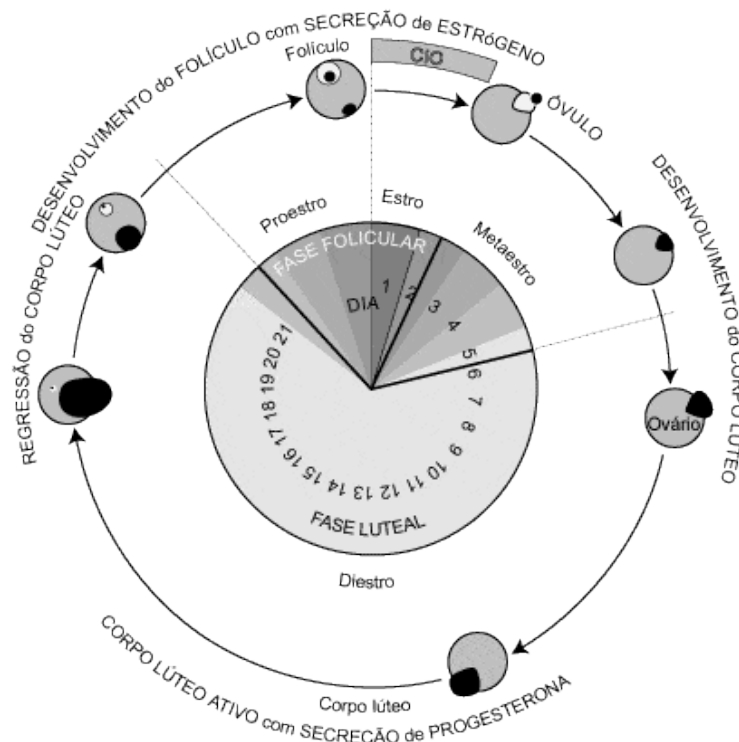 DESENVOLVIMENTO do FOLÍCULO com SECREÇÃO de ESTRóGENO
Folículo
CIO
ÓVULO
DESENVOLVIMENTO do CORPO LÚTEO
Proestro
Estro
Metaestro
FASE FOLICULAR
DIA
1
2
3
4
5
6
7
8
9
10
11
12
13
14
15
16
17
18
19
20
21
FASE LUTEAL
Diestro
Ovário
Corpo lúteo
CORPO LÚTEO ATIVO com SECREÇÃO de PROGESTERONA
REGRESSÃO do CORPO LÚTEO